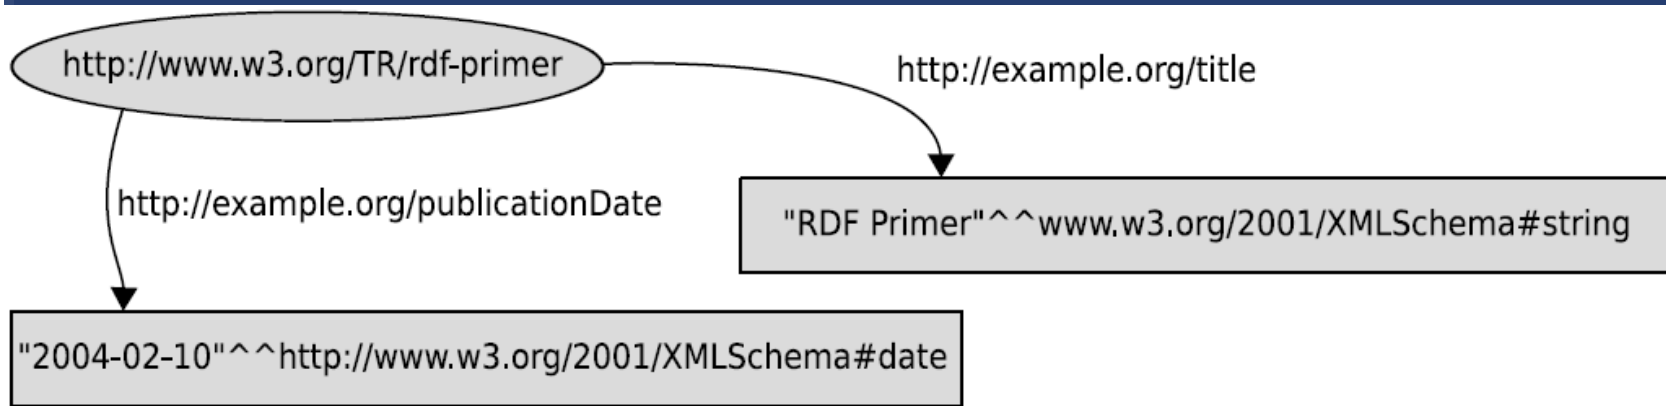 http://www.w3.org/TR/rdf-primer
http://example.org/title
http://example.org/publicationDate
"RDF Primer"^^www.w3.org/2001/XMLSchema#string
"2004-02-10"^^http://www.w3.org/2001/XMLSchema#date